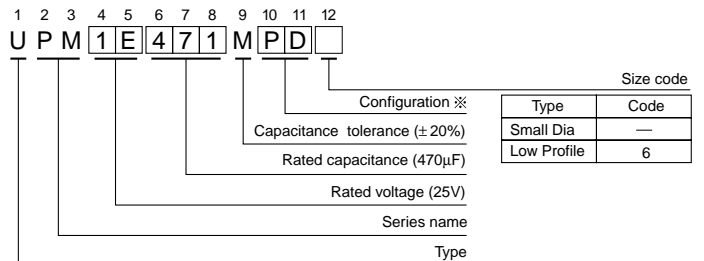 1 2 3 4 5 6 7 8 9 10 11 12
U P M 1 E 4 7 1 M P D
Size code
Configuration ※
Type Code
Capacitance tolerance (±20%)
Small Dia —
Rated capacitance (470μF)
Low Profile 6
Rated voltage (25V)
Series name
Type